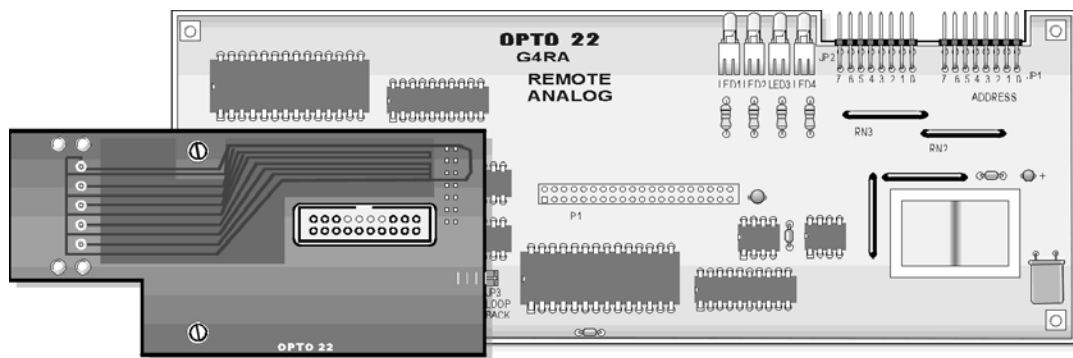 OPTO 22
G4RA
REMOTE
ANALOG
LED1 LED2 LED3 LED4
JP2
7 6 5 4 3 2 1 0
7 6 5 4 3 2 1 0
JP1
ADDRESS
RN3
RN2
+
P1
JP3
LOOP
BACK
OPTO 22